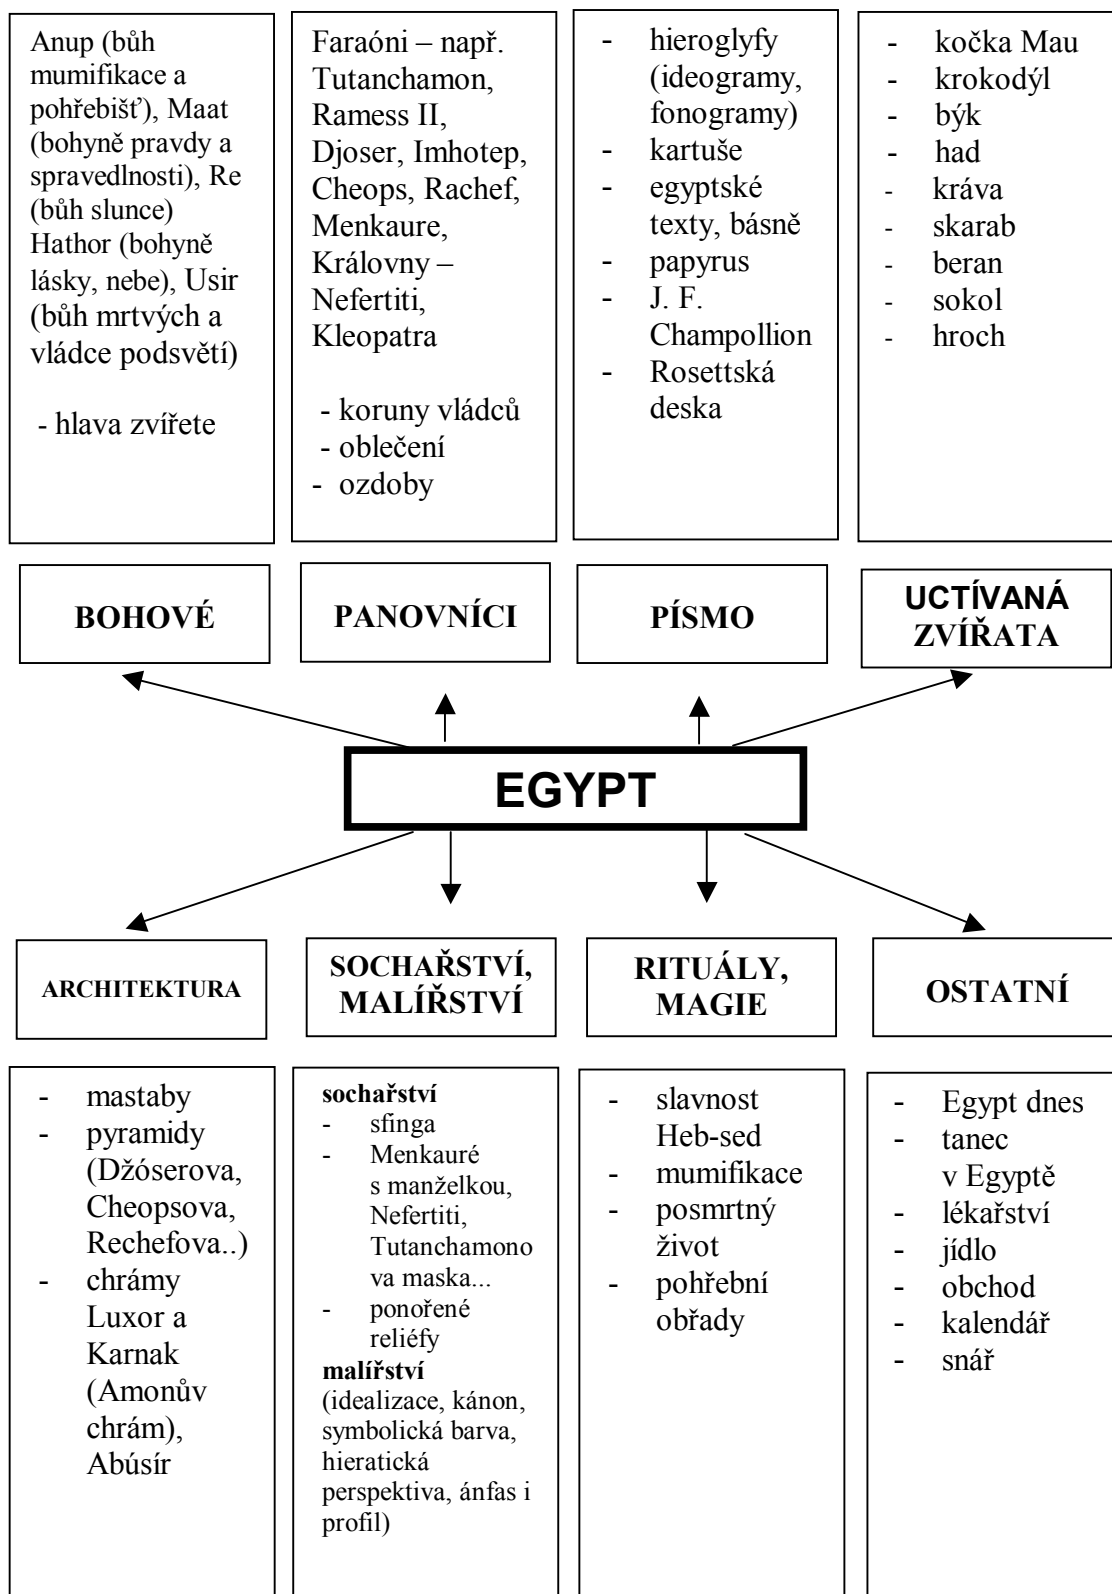 Anup (bůh
mumifikace a
pohřebišť), Maat
(bohyně pravdy a
spravedlnosti), Re
(bůh slunce)
Hathor (bohyně
lásky, nebe), Usir
(bůh mrtvých a
vládce podsvětí)
- hlava zvířete
Faraóni – např.
Tutanchamon,
Ramess II,
Djoser, Imhotep,
Cheops, Rachef,
Menkaure,
Královny –
Nefertiti,
Kleopatra
- koruny vládců
- oblečení
- ozdoby
- hieroglyfy
(ideogramy,
fonogramy)
- kartuše
- egyptské
texty, básně
- papyrus
- J. F.
Champollion
- Rosettská
deska
- kočka Mau
- krokodýl
- býk
- had
- kráva
- skarab
- beran
- sokol
- hroch
BOHOVÉ
PANOVNÍCI
PÍSMO
UCTÍVANÁ
ZVÍŘATA
EGYPT
ARCHITEKTURA
SOCHAŘSTVÍ,
MALÍŘSTVÍ
RITUÁLY,
MAGIE
OSTATNÍ
- mastaby
- pyramidy
(Džóserova,
Cheopsova,
Rechefova..)
- chrámy
Luxor a
Karnak
(Amonův
chrám),
Abúsír
sochařství
- sfinga
- Menkauré
s manželkou,
Nefertiti,
Tutanchamono
va maska...
- ponořené
reliéfy
malířství
(idealizace, kánon,
symbolická barva,
hieratická
perspektiva, ánfas i
profil)
- slavnost
Heb-sed
- mumifikace
- posmrtný
život
- pohřební
obřady
- Egypt dnes
- tanec
v Egyptě
- lékařství
- jídlo
- obchod
- kalendář
- snář